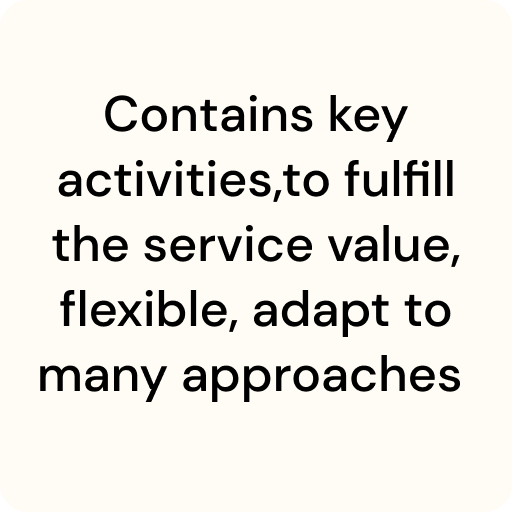 Contains key
activities,to fulfill
the service value,
flexible, adapt to
many approaches